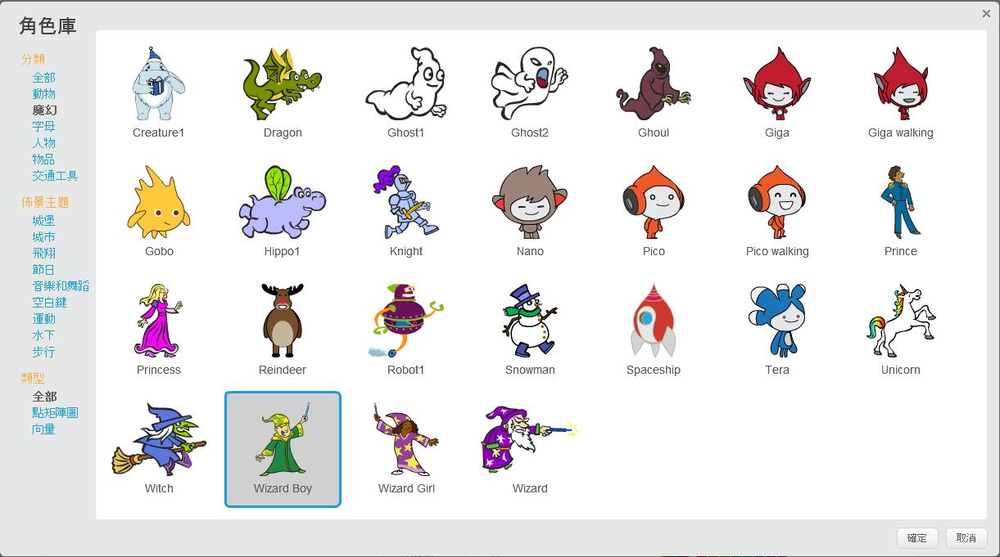 角色庫
分類
全部
動物
魔幻
字母
人物
物品
交通工具
佈景主題
城堡
城市
飛翔
節日
音樂和舞蹈
空白鍵
運動
水下
步行
類型
全部
點矩陣圖
向量
Creature1
Dragon
Ghost1
Ghost2
Ghoul
Giga
Giga walking
Gobo
Hippo1
Knight
Nano
Pico
Pico walking
Prince
Princess
Reindeer
Robot1
Snowman
Spaceship
Tera
Unicorn
Witch
Wizard Boy
Wizard Girl
Wizard
確定
取消